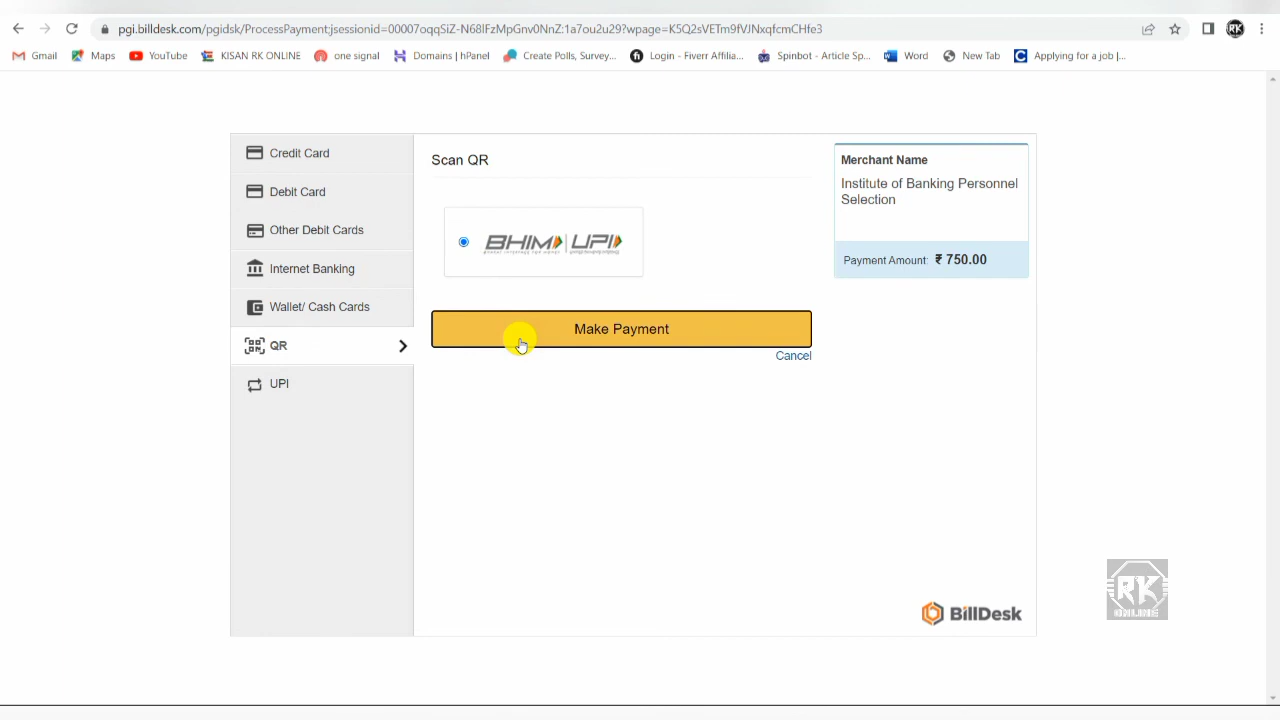 pgi.billdesk.com/pgidsk/ProcessPayment;jsessionid=00007oqqSiZ-N68IFzMpGnv0NnZ:1a7ou2u29?wpage=K5Q2sVETm9fVJNxqfcmCHfe3
RK
Gmail Maps YouTube KISAN RK ONLINE one signal Domains | hPanel Create Polls, Survey... Login - Fiverr Affilia... Spinbot - Article Sp... Word New Tab Applying for a job |...
Credit Card
Debit Card
Other Debit Cards
Internet Banking
Wallet/ Cash Cards
QR
UPI
Scan QR
BHIM UPI
Make Payment
Cancel
Merchant Name
Institute of Banking Personnel
Selection
Payment Amount: ₹ 750.00
BillDesk
RK
ONLINE